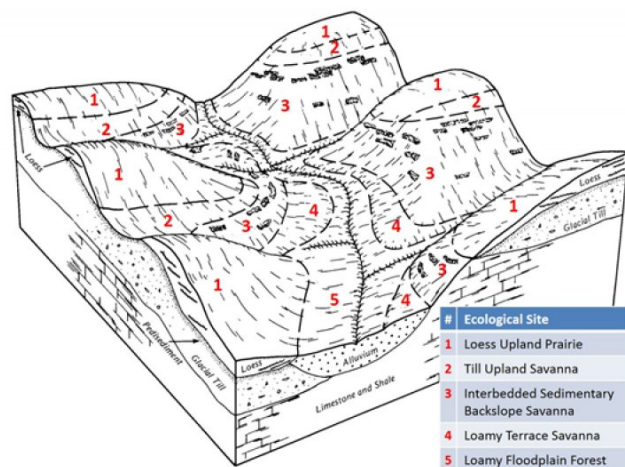 1
2
1
1
2
3
2
3
3
Loess
1
3
4
1
2
3
4
Glacial Till
1
5
4
3
Pedisediment
Glacial Till
Loess
Alluvium
Limestone and Shale
# Ecological Site
1 Loess Upland Prairie
2 Till Upland Savanna
3 Interbedded Sedimentary
Backslope Savanna
4 Loamy Terrace Savanna
5 Loamy Floodplain Forest